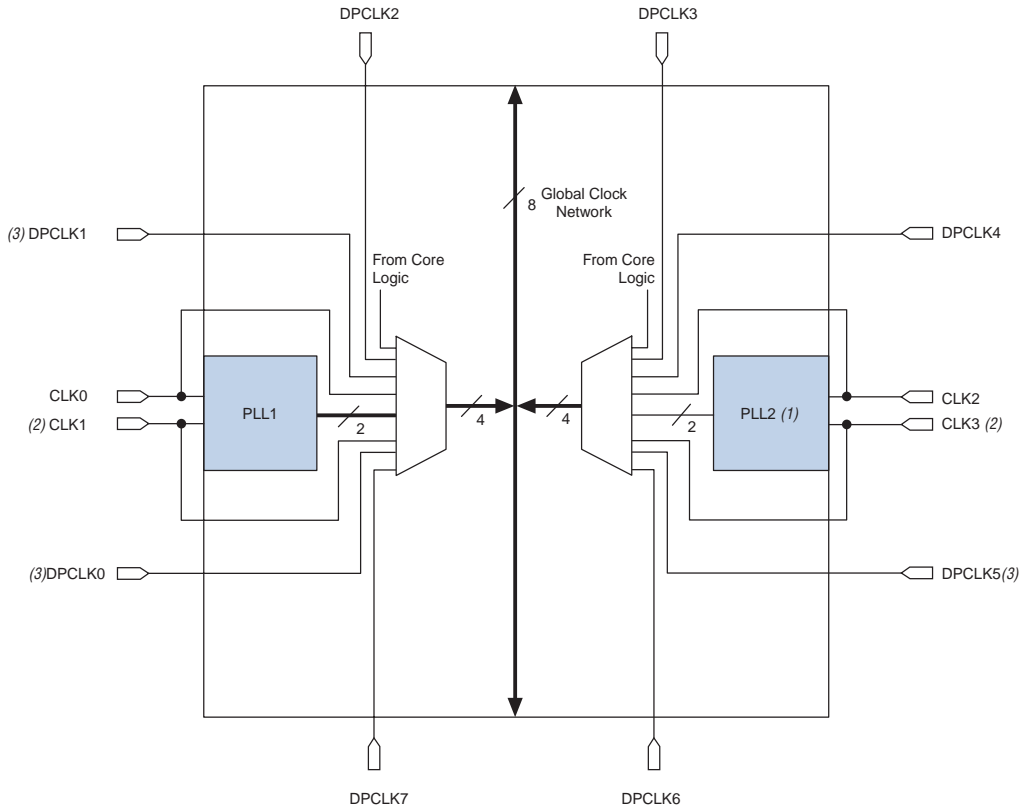 DPCLK2
DPCLK3
8
Global Clock
Network
(3) DPCLK1
DPCLK4
From Core
Logic
From Core
Logic
CLK0
PLL1
2
4
4
2
PLL2 (1)
CLK2
(2) CLK1
CLK3 (2)
(3)DPCLK0
DPCLK5(3)
DPCLK7
DPCLK6